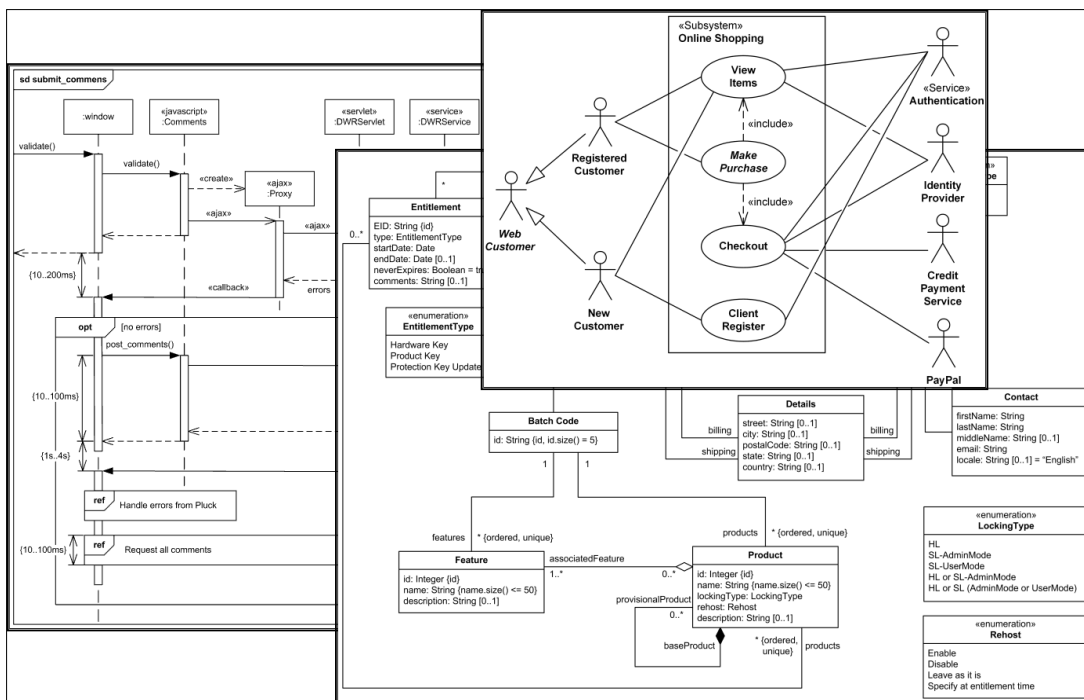 sd submit_commens
:window
«javascript»
:Comments
«servlet»
:DWRServlet
«service»
:DWRService
validate()
validate()
«create»
«ajax»
:Proxy
«ajax»
«ajax»
{10..200ms}
«callback»
errors
opt
[no errors]
post_comments()
{10..100ms}
{1s..4s}
ref
Handle errors from Pluck
{10..100ms}
ref
Request all comments
«Subsystem»
Online Shopping
View
Items
«include»
Make
Purchase
«include»
Checkout
Client
Register
Registered
Customer
Web
Customer
New
Customer
«Service»
Authentication
Identity
Provider
Credit
Payment
Service
PayPal
*
0..*
Entitlement
EID: String {id}
type: EntitlementType
startDate: Date
endDate: Date [0..1]
neverExpires: Boolean =
comments: String [0..1]
«enumeration»
EntitlementType
Hardware Key
Product Key
Protection Key Update
Batch Code
id: String {id, id.size() = 5}
1
1
billing
shipping
Details
street: String [0..1]
city: String [0..1]
postalCode: String [0..1]
state: String [0..1]
country: String [0..1]
billing
shipping
Contact
firstName: String
lastName: String
middleName: String [0..1]
email: String
locale: String [0..1] = “English”
features
* {ordered, unique}
products
* {ordered, unique}
Feature
id: Integer {id}
name: String {name.size() <= 50}
description: String [0..1]
associatedFeature
1..*
0..*
Product
id: Integer {id}
name: String {name.size() <= 50}
lockingType: LockingType
rehost: Rehost
description: String [0..1]
provisionalProduct
0..*
baseProduct
* {ordered,
unique}
products
«enumeration»
LockingType
HL
SL-AdminMode
SL-UserMode
HL or SL-AdminMode
HL or SL (AdminMode or UserMode)
«enumeration»
Rehost
Enable
Disable
Leave as it is
Specify at entitlement time